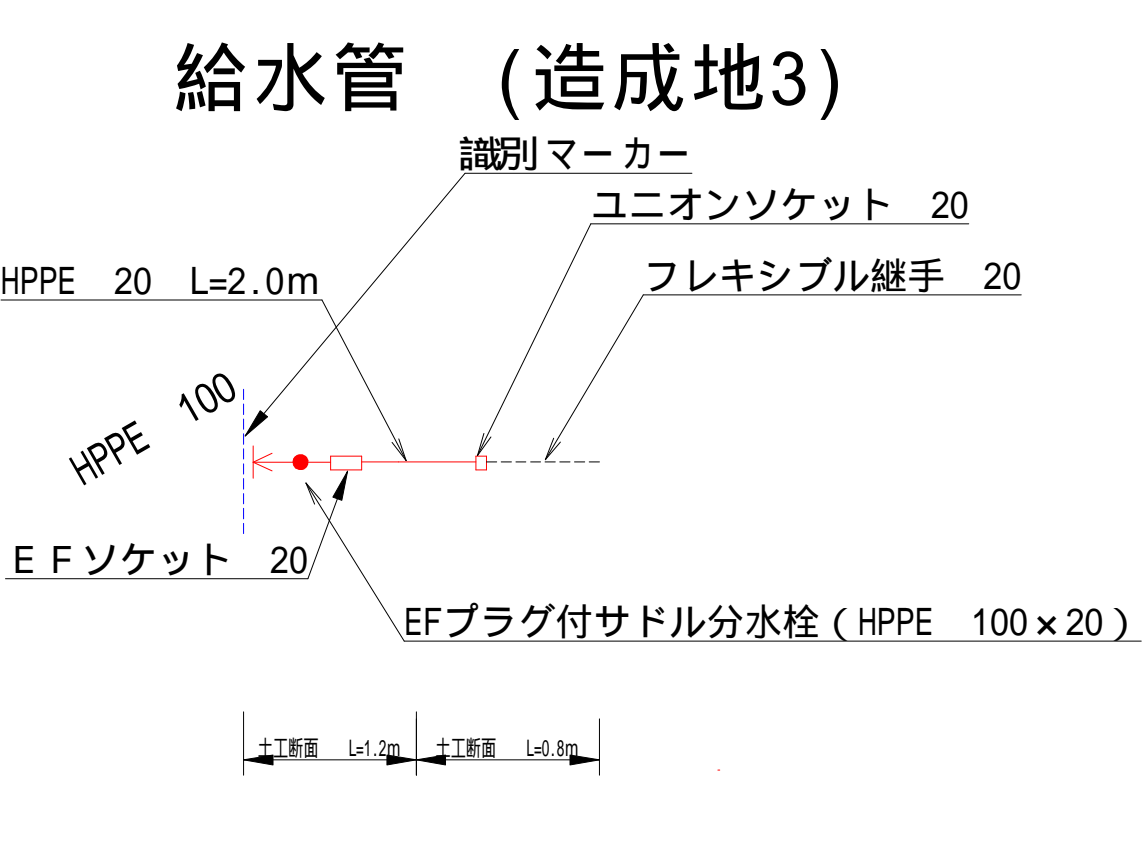 給水管　(造成地3)
識別マーカー
ユニオンソケット　20
フレキシブル継手　20
HPPE　20　L=2.0m
HPPE　100
ＥＦソケット　20
EFプラグ付サドル分水栓（HPPE　100×20）
土工断面　L=1.2m
土工断面　L=0.8m